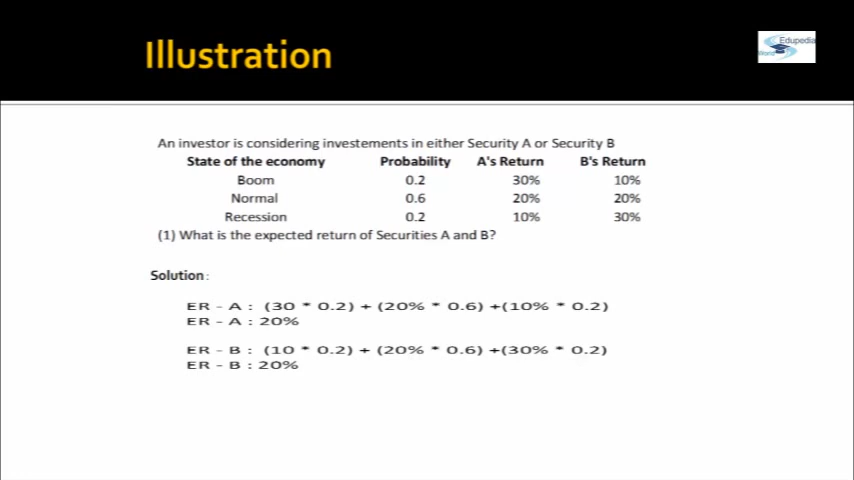 Illustration
Edupedia
World
An investor is considering investements in either Security A or Security B
State of the economy Probability A's Return B's Return
Boom 0.2 30% 10%
Normal 0.6 20% 20%
Recession 0.2 10% 30%
(1) What is the expected return of Securities A and B?
Solution:
ER - A : (30 * 0.2) + (20% * 0.6) +(10% * 0.2)
ER - A : 20%
ER - B : (10 * 0.2) + (20% * 0.6) +(30% * 0.2)
ER - B : 20%